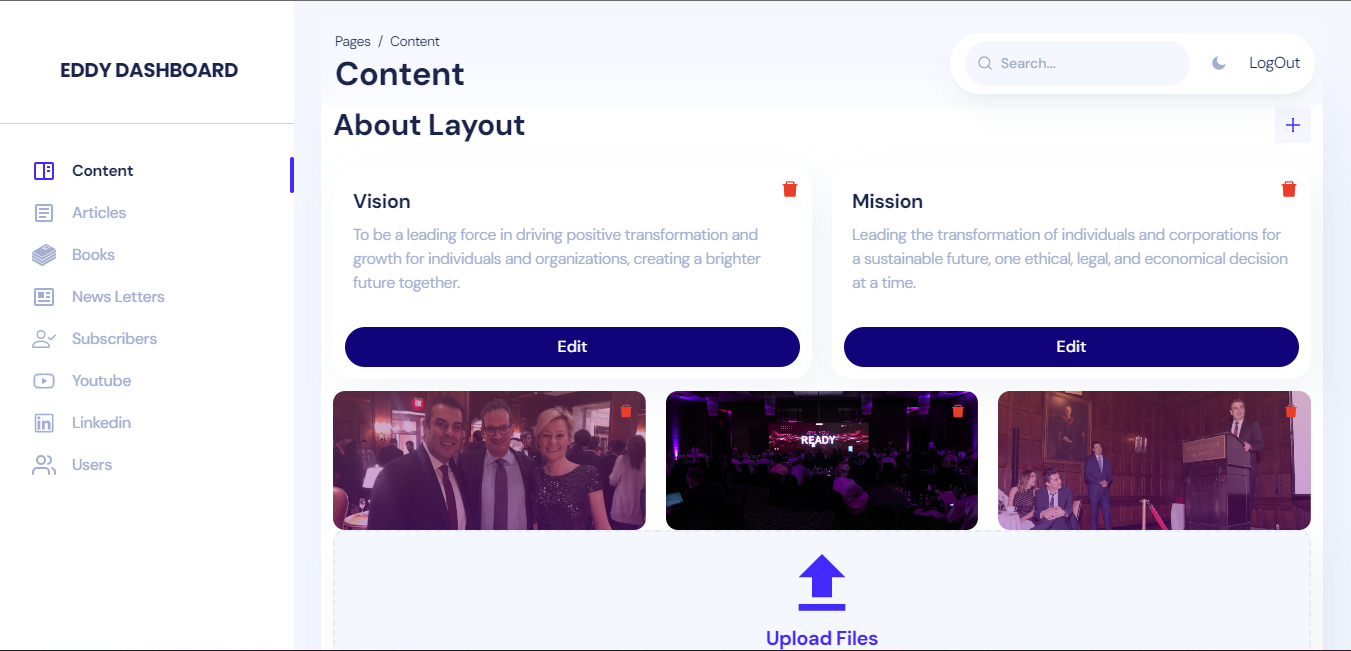 EDDY DASHBOARD
Content
Articles
Books
News Letters
Subscribers
Youtube
Linkedin
Users
Pages / Content
Content
Search...
LogOut
About Layout
Vision
To be a leading force in driving positive transformation and
growth for individuals and organizations, creating a brighter
future together.
Edit
Mission
Leading the transformation of individuals and corporations for
a sustainable future, one ethical, legal, and economical decision
at a time.
Edit
READY
Upload Files